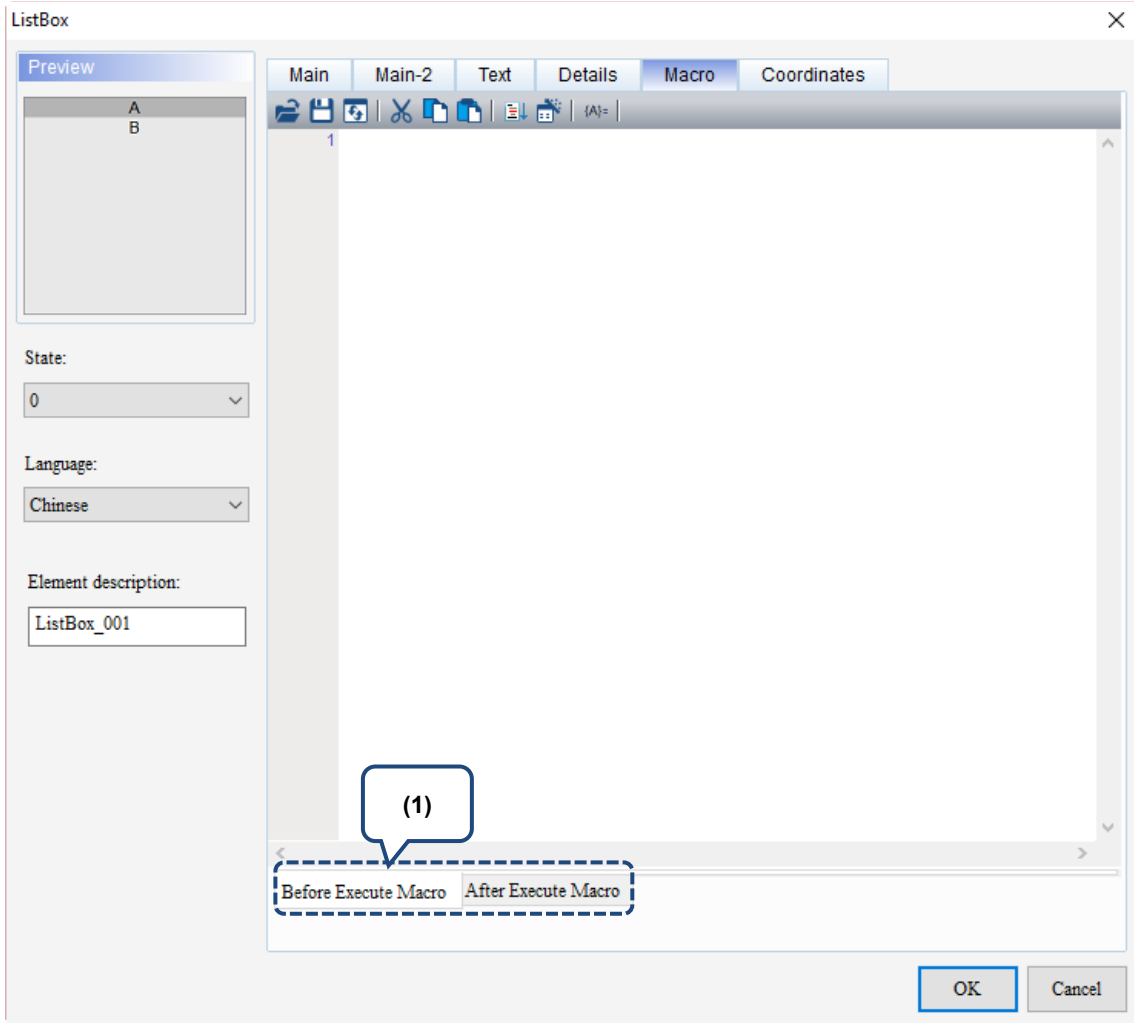 ListBox
Preview
A
B
State:
0
Language:
Chinese
Element description:
ListBox_001
Main Main-2 Text Details Macro Coordinates
{A}=
1
(1)
Before Execute Macro After Execute Macro
OK Cancel